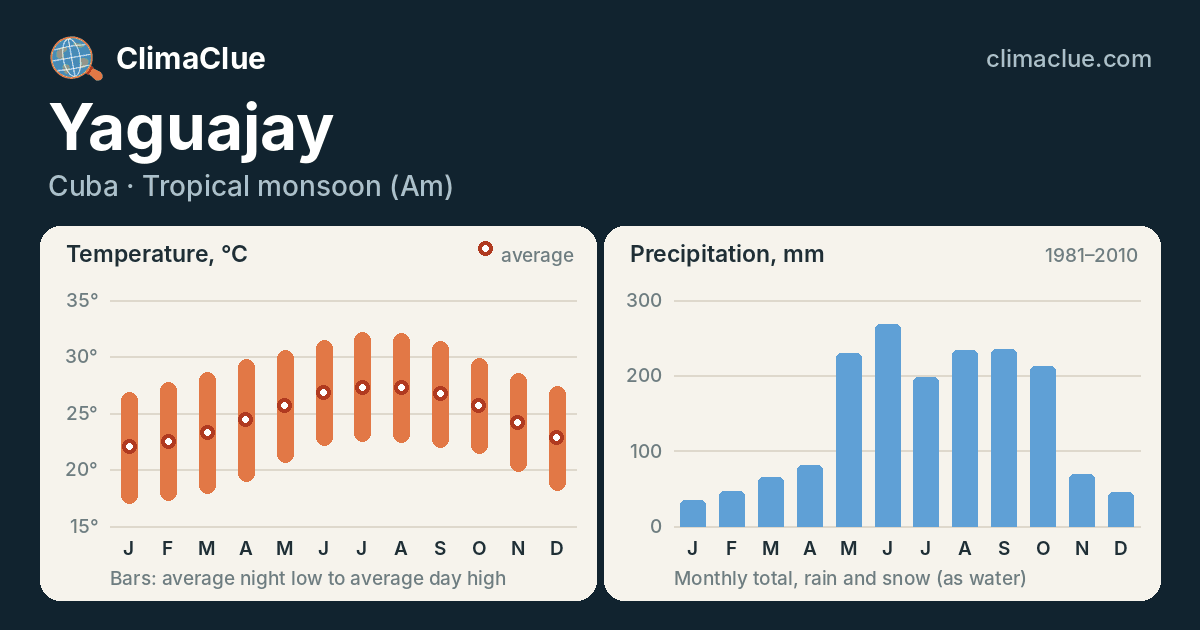 ClimaClue
climaclue.com
Yaguajay
Cuba · Tropical monsoon (Am)
Temperature, °C
average
35°
30°
25°
20°
15°
J F M A M J J A S O N D
Bars: average night low to average day high
Precipitation, mm
1981–2010
300
200
100
0
J F M A M J J A S O N D
Monthly total, rain and snow (as water)